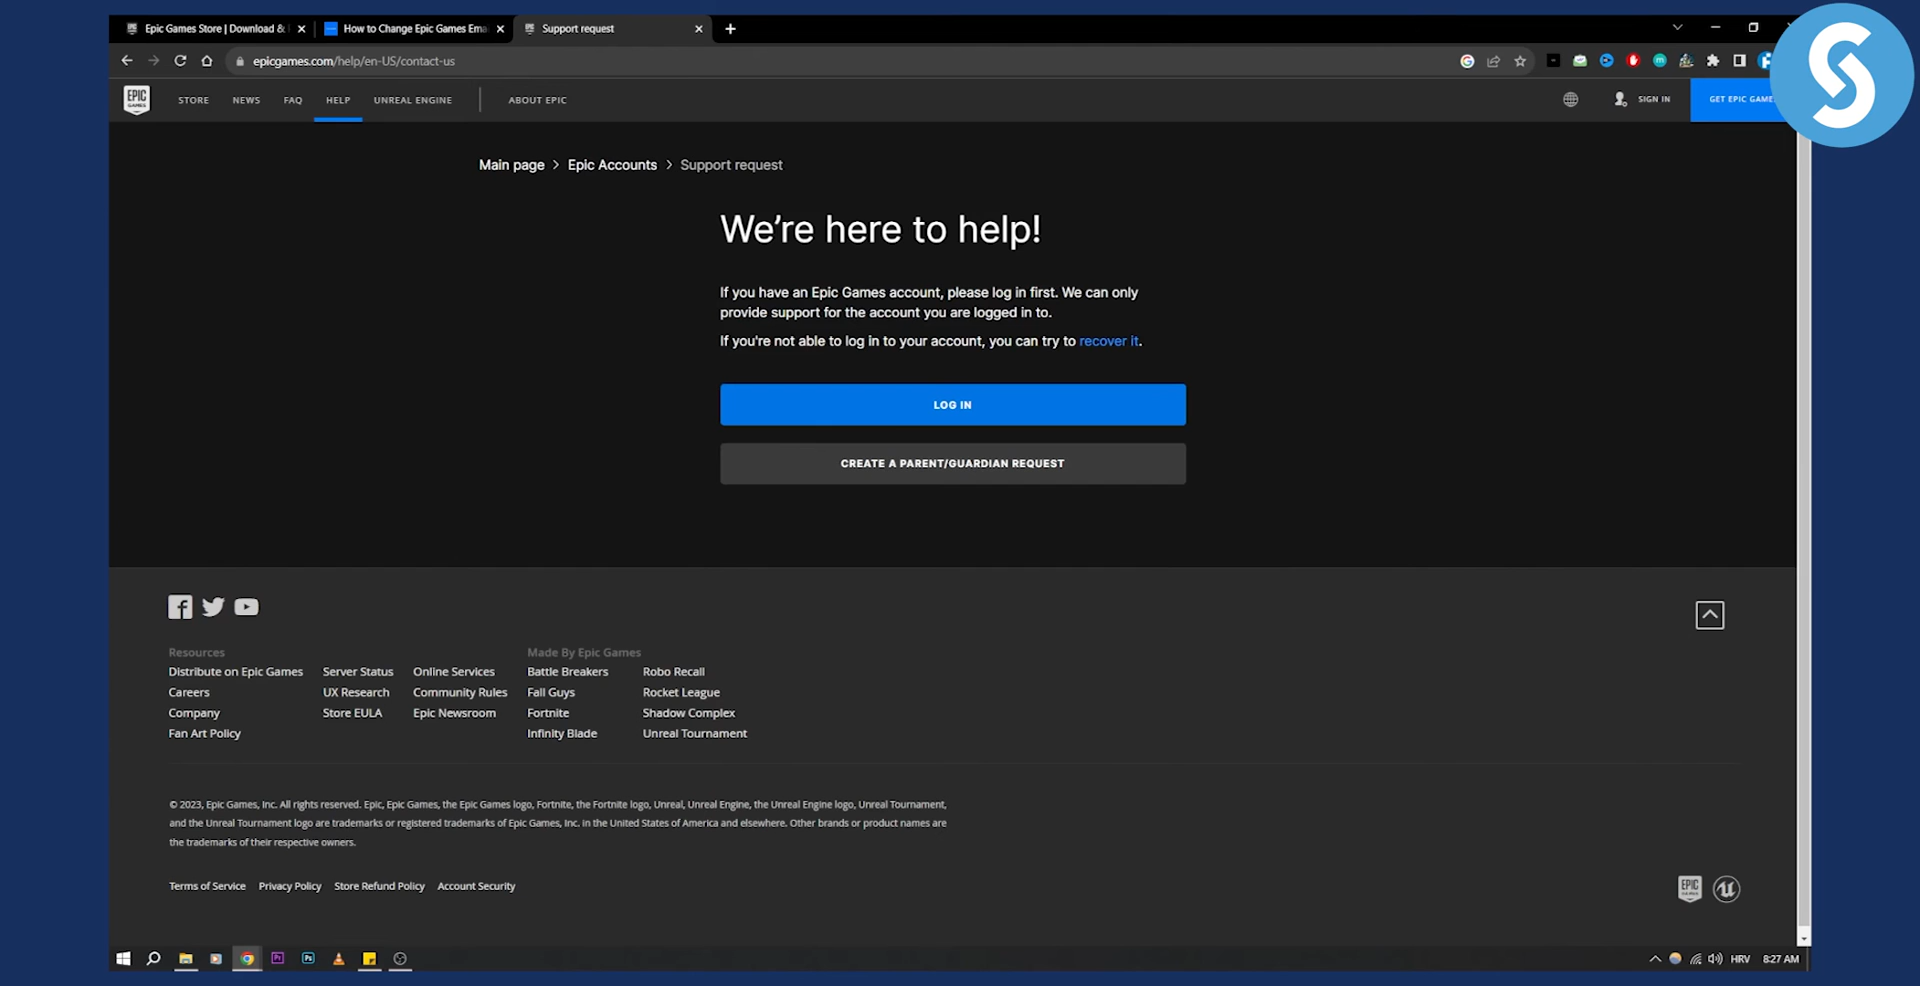 Epic Games Store | Download &
How to Change Epic Games Ema
Support request
epicgames.com/help/en-US/contact-us
EPIC GAMES
STORE
NEWS
FAQ
HELP
UNREAL ENGINE
ABOUT EPIC
SIGN IN
GET EPIC GAME
Main page > Epic Accounts > Support request
We're here to help!
If you have an Epic Games account, please log in first. We can only
provide support for the account you are logged in to.
If you're not able to log in to your account, you can try to recover it.
LOG IN
CREATE A PARENT/GUARDIAN REQUEST
Resources
Distribute on Epic Games
Careers
Company
Fan Art Policy
Server Status
UX Research
Store EULA
Online Services
Community Rules
Epic Newsroom
Made By Epic Games
Battle Breakers
Fall Guys
Fortnite
Infinity Blade
Robo Recall
Rocket League
Shadow Complex
Unreal Tournament
© 2023, Epic Games, Inc. All rights reserved. Epic, Epic Games, the Epic Games logo, Fortnite, the Fortnite logo, Unreal, Unreal Engine, the Unreal Engine logo, Unreal Tournament,
and the Unreal Tournament logo are trademarks or registered trademarks of Epic Games, Inc. in the United States of America and elsewhere. Other brands or product names are
the trademarks of their respective owners.
Terms of Service
Privacy Policy
Store Refund Policy
Account Security
EPIC GAMES
HRV
8:27 AM